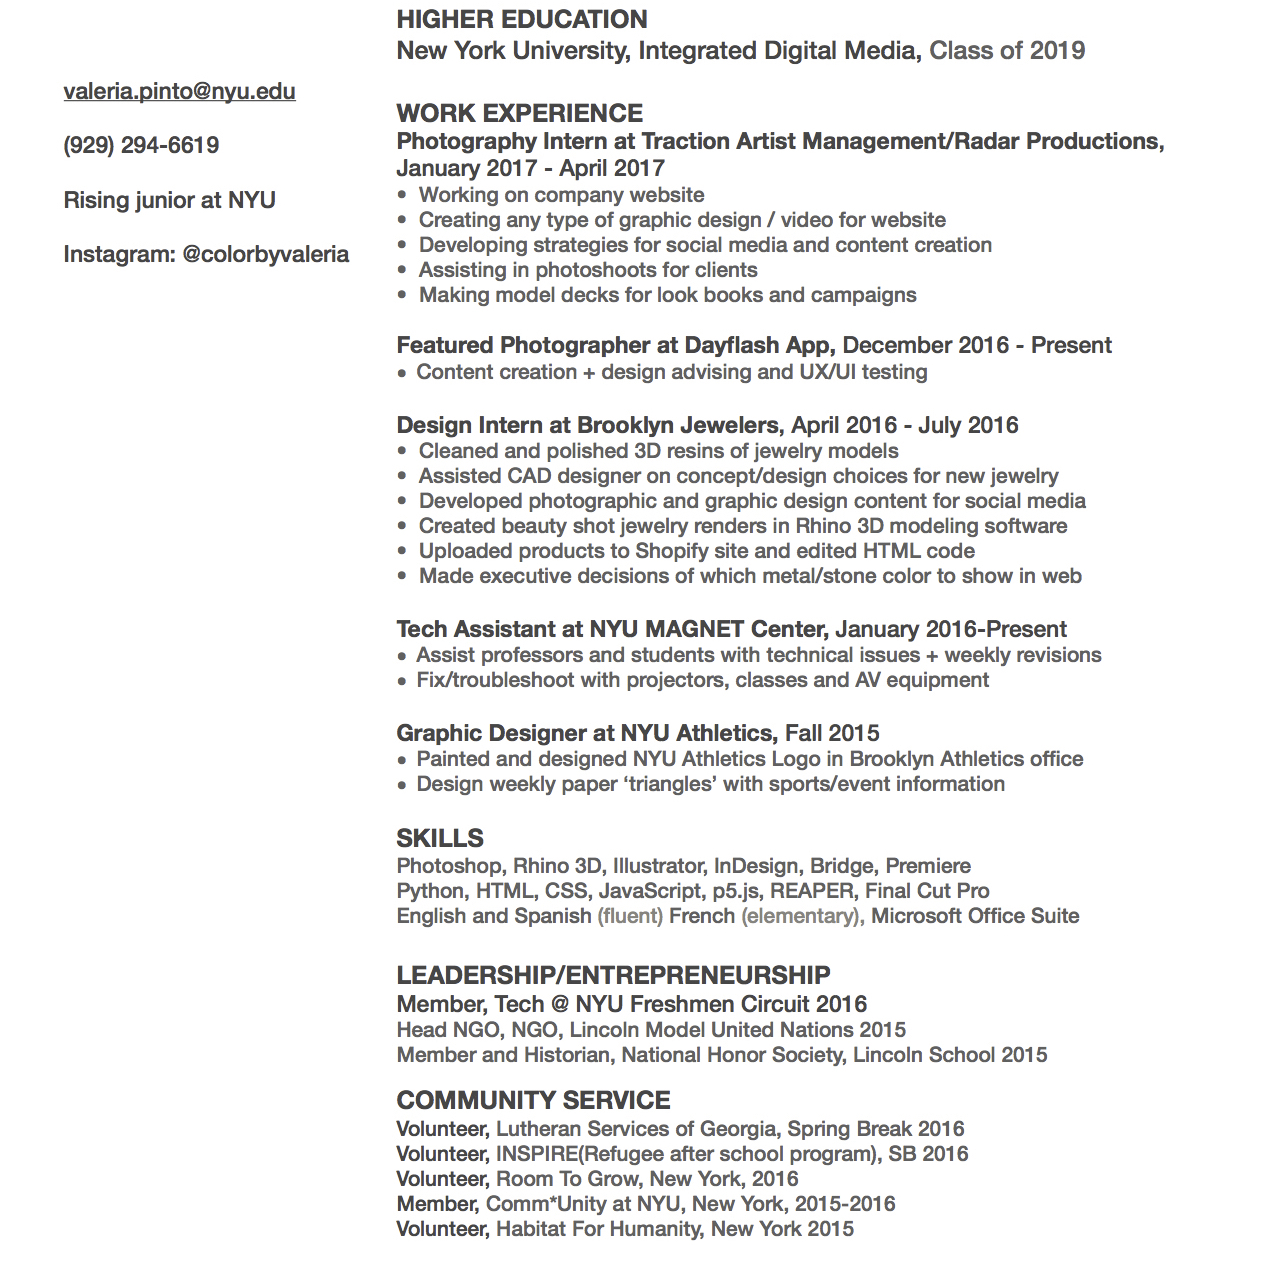 valeria.pinto@nyu.edu
(929) 294-6619
Rising junior at NYU
Instagram: @colorbyvaleria
HIGHER EDUCATION
New York University, Integrated Digital Media, Class of 2019
WORK EXPERIENCE
Photography Intern at Traction Artist Management/Radar Productions,
January 2017 - April 2017
• Working on company website
• Creating any type of graphic design / video for website
• Developing strategies for social media and content creation
• Assisting in photoshoots for clients
• Making model decks for look books and campaigns
Featured Photographer at Dayflash App, December 2016 - Present
• Content creation + design advising and UX/UI testing
Design Intern at Brooklyn Jewelers, April 2016 - July 2016
• Cleaned and polished 3D resins of jewelry models
• Assisted CAD designer on concept/design choices for new jewelry
• Developed photographic and graphic design content for social media
• Created beauty shot jewelry renders in Rhino 3D modeling software
• Uploaded products to Shopify site and edited HTML code
• Made executive decisions of which metal/stone color to show in web
Tech Assistant at NYU MAGNET Center, January 2016-Present
• Assist professors and students with technical issues + weekly revisions
• Fix/troubleshoot with projectors, classes and AV equipment
Graphic Designer at NYU Athletics, Fall 2015
• Painted and designed NYU Athletics Logo in Brooklyn Athletics office
• Design weekly paper ‘triangles’ with sports/event information
SKILLS
Photoshop, Rhino 3D, Illustrator, InDesign, Bridge, Premiere
Python, HTML, CSS, JavaScript, p5.js, REAPER, Final Cut Pro
English and Spanish (fluent) French (elementary), Microsoft Office Suite
LEADERSHIP/ENTREPRENEURSHIP
Member, Tech @ NYU Freshmen Circuit 2016
Head NGO, NGO, Lincoln Model United Nations 2015
Member and Historian, National Honor Society, Lincoln School 2015
COMMUNITY SERVICE
Volunteer, Lutheran Services of Georgia, Spring Break 2016
Volunteer, INSPIRE(Refugee after school program), SB 2016
Volunteer, Room To Grow, New York, 2016
Member, Comm*Unity at NYU, New York, 2015-2016
Volunteer, Habitat For Humanity, New York 2015